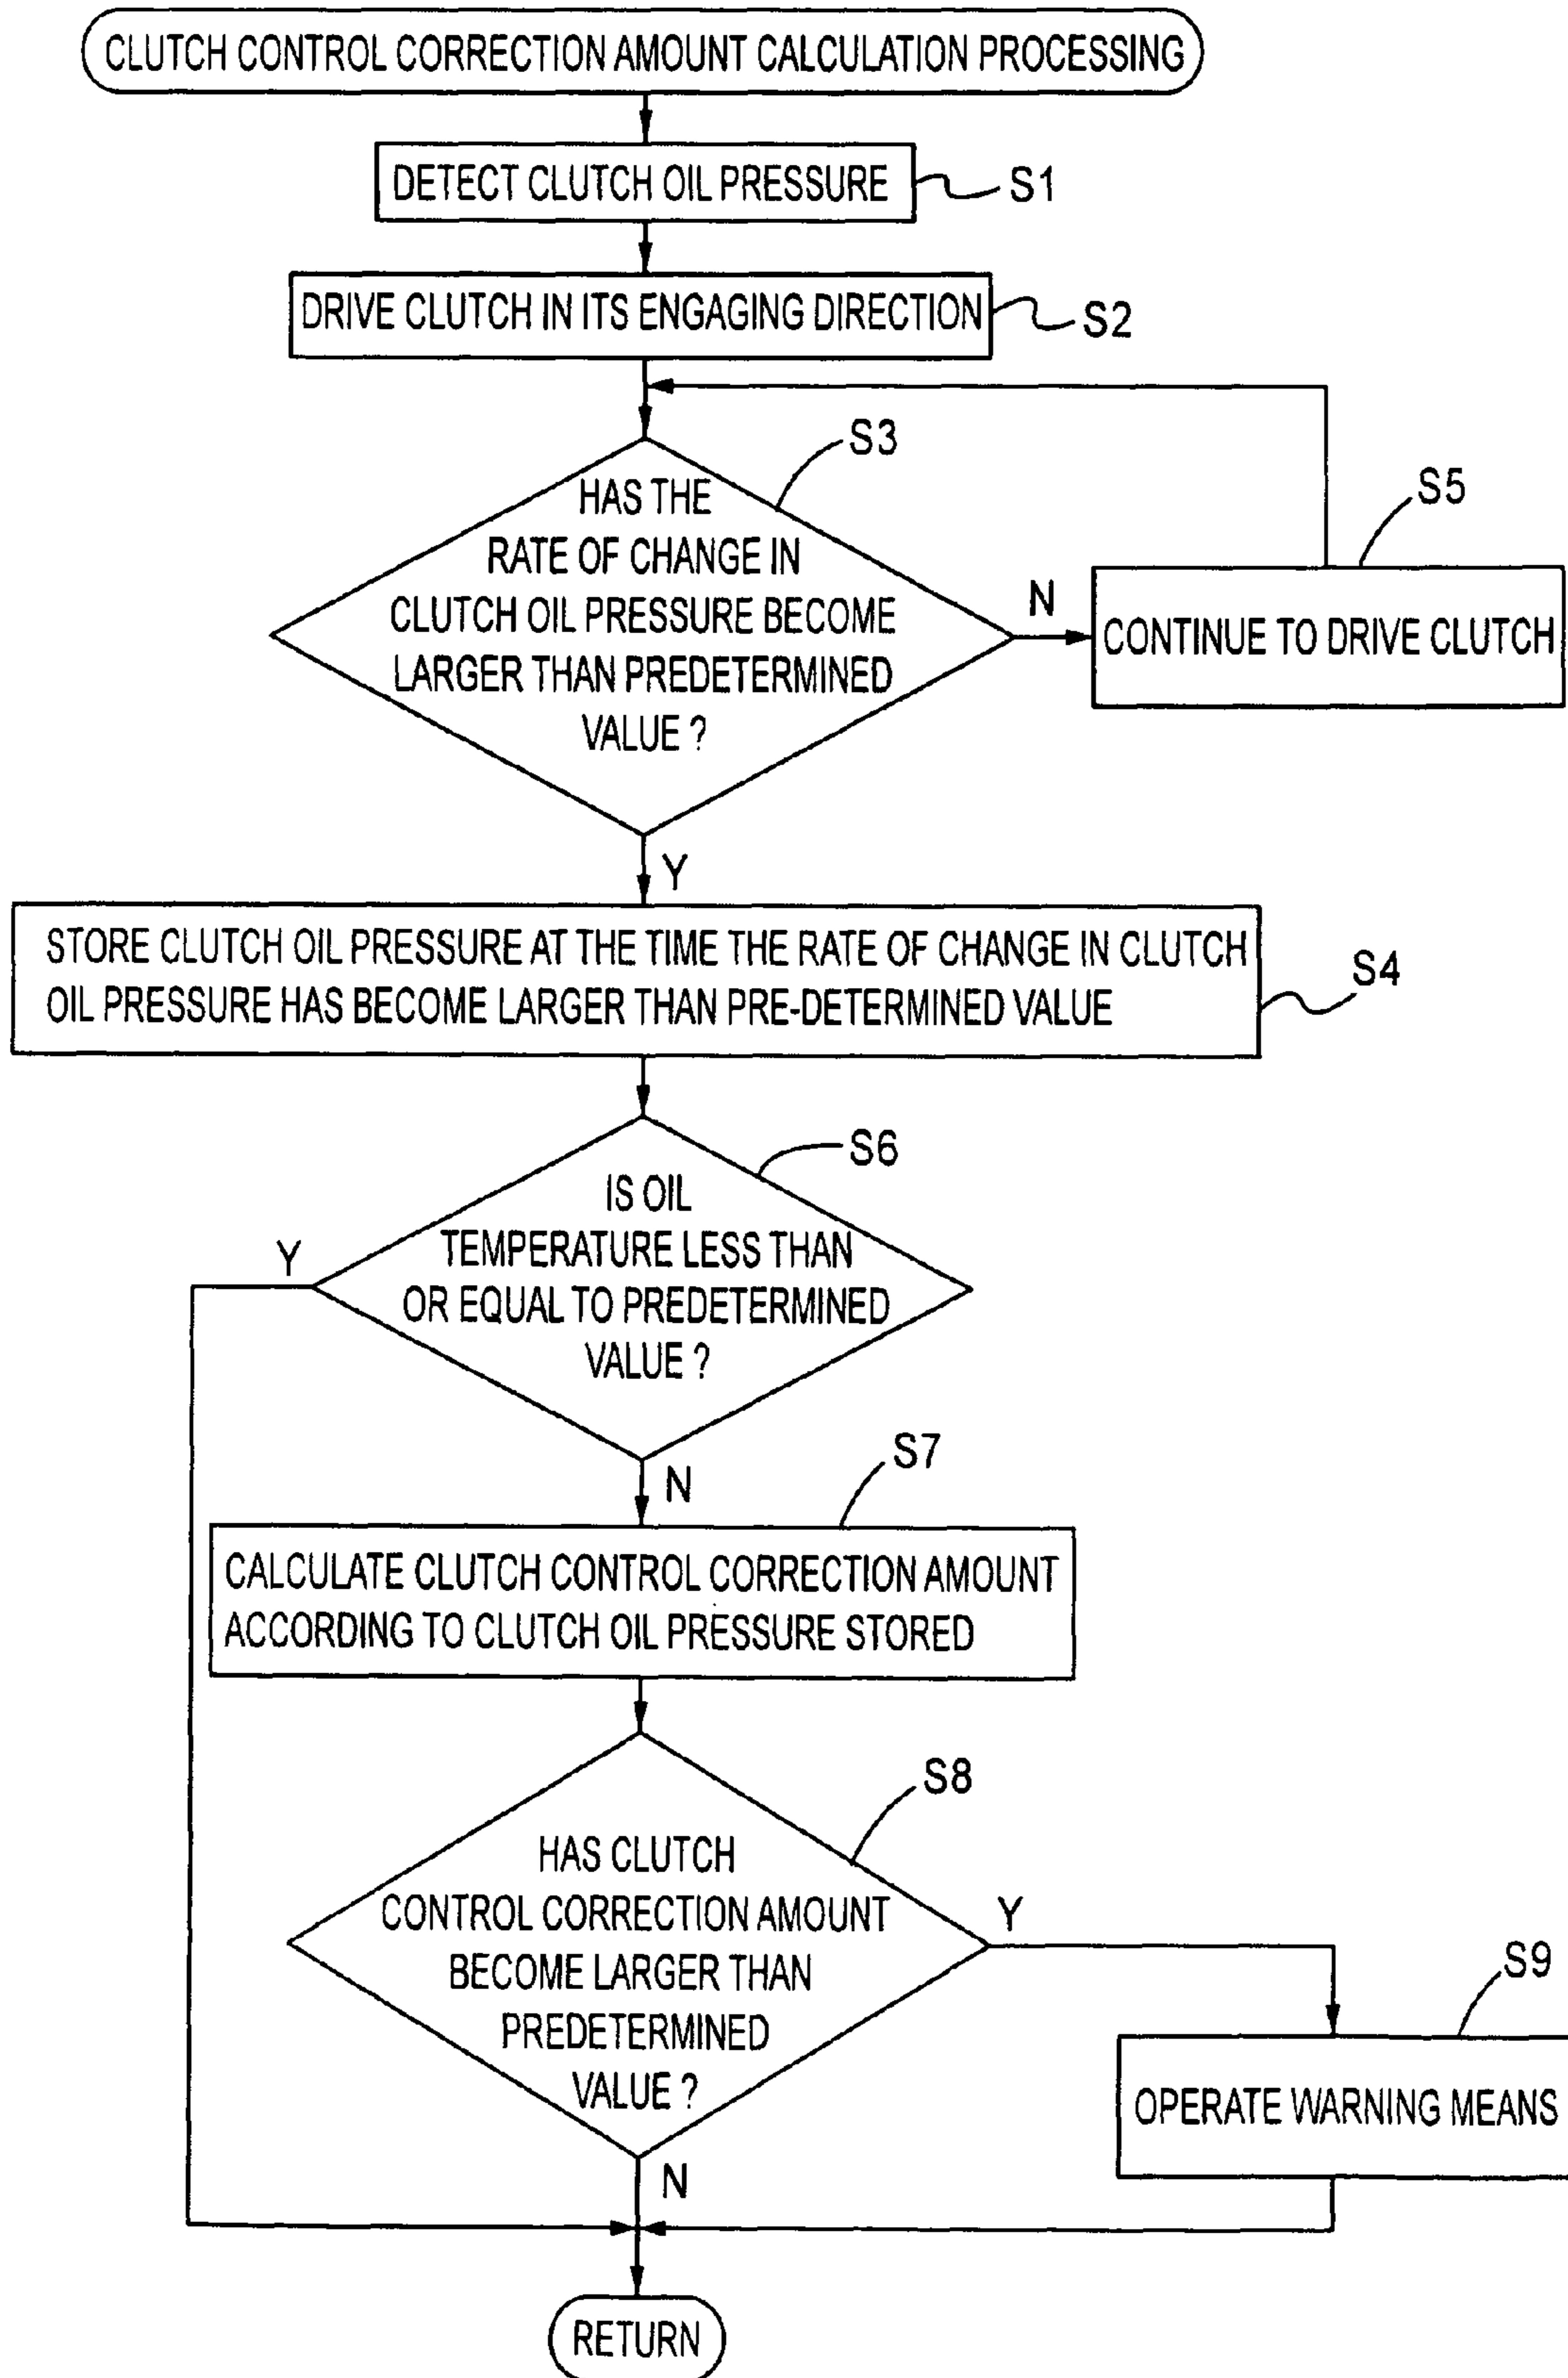 CLUTCH CONTROL CORRECTION AMOUNT CALCULATION PROCESSING
DETECT CLUTCH OIL PRESSURE
S1
DRIVE CLUTCH IN ITS ENGAGING DIRECTION
S2
S3
HAS THE
RATE OF CHANGE IN
CLUTCH OIL PRESSURE BECOME
LARGER THAN PREDETERMINED
VALUE ?
N
S5
CONTINUE TO DRIVE CLUTCH
Y
STORE CLUTCH OIL PRESSURE AT THE TIME THE RATE OF CHANGE IN CLUTCH
OIL PRESSURE HAS BECOME LARGER THAN PRE-DETERMINED VALUE
S4
S6
IS OIL
TEMPERATURE LESS THAN
OR EQUAL TO PREDETERMINED
VALUE ?
Y
N
S7
CALCULATE CLUTCH CONTROL CORRECTION AMOUNT
ACCORDING TO CLUTCH OIL PRESSURE STORED
S8
HAS CLUTCH
CONTROL CORRECTION AMOUNT
BECOME LARGER THAN
PREDETERMINED
VALUE ?
Y
S9
OPERATE WARNING MEANS
N
RETURN